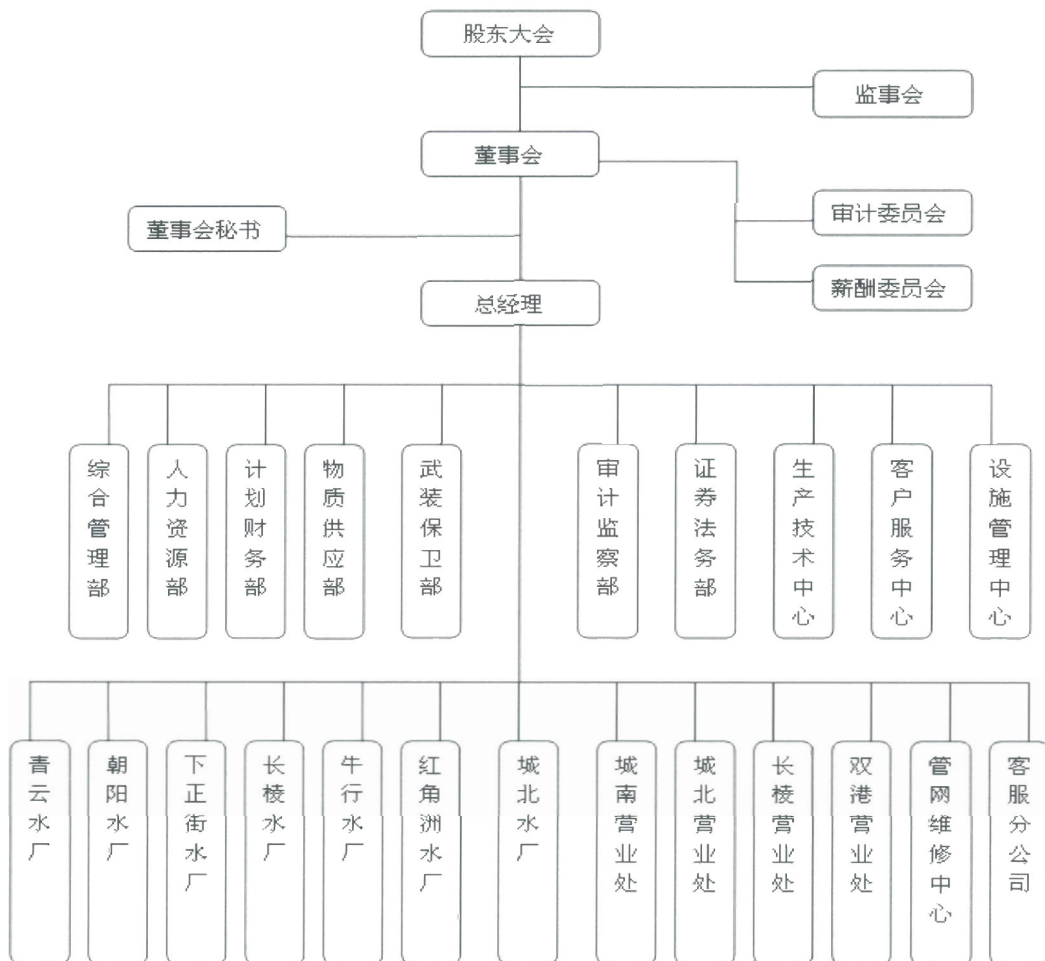 股东大会
监事会
董事会
审计委员会
董事会秘书
薪酬委员会
总经理
综合管理部
人力资源部
计划财务部
物质供应部
武装保卫部
审计监察部
证券法务部
生产技术中心
客户服务中心
设施管理中心
青云水厂
朝阳水厂
下正街水厂
长棱水厂
牛行水厂
红角洲水厂
城北水厂
城南营业处
城北营业处
长棱营业处
双港营业处
管网维修中心
客服分公司